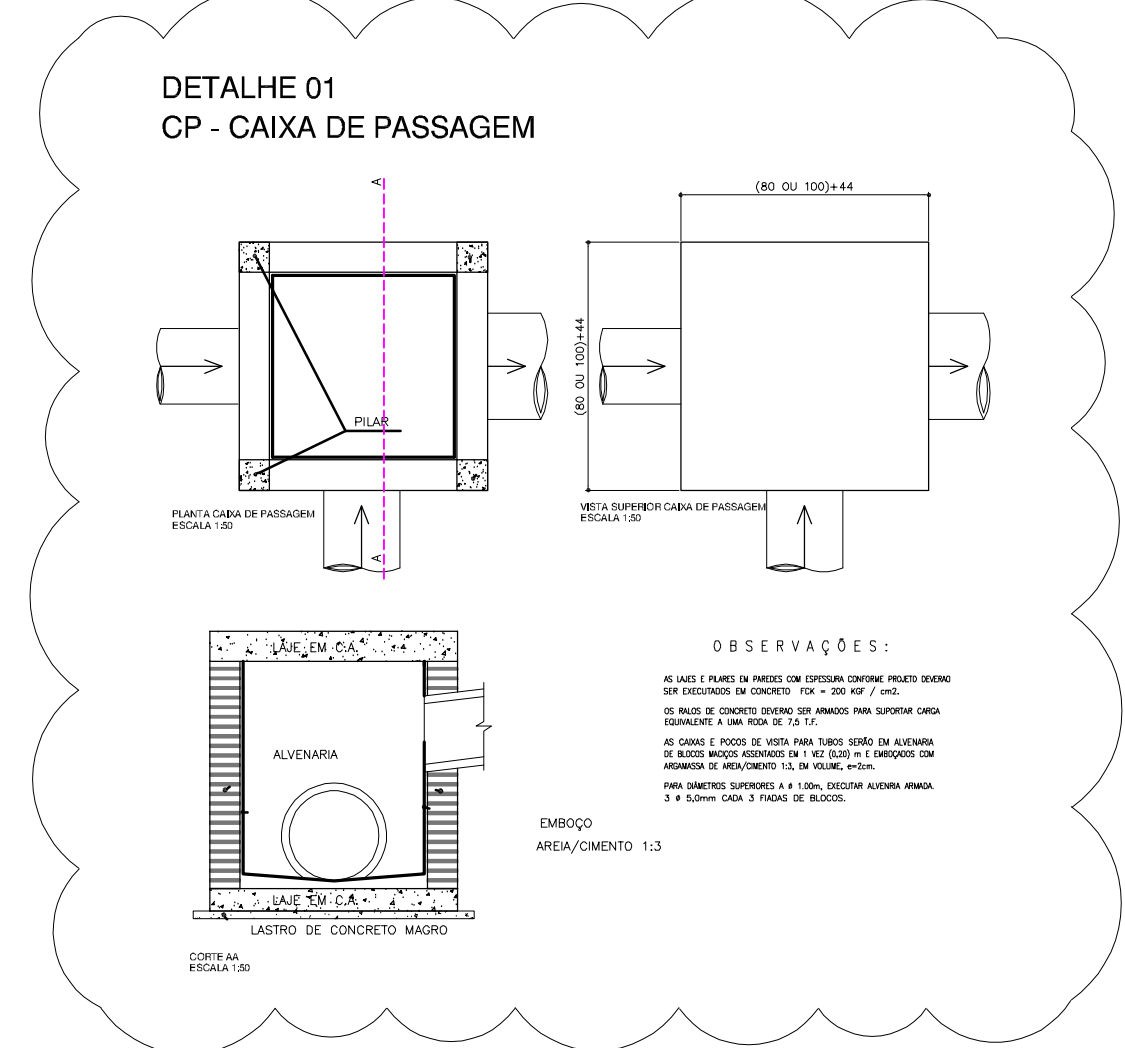 DETALHE 01
CP - CAIXA DE PASSAGEM
A
(80 OU 100)+44
(80 OU 100)+44
PILAR
A
PLANTA CAIXA DE PASSAGEM
ESCALA 1:50
VISTA SUPERIOR CAIXA DE PASSAGEM
ESCALA 1:50
LAJE EM C.A.
ALVENARIA
EMBOÇO
AREIA/CIMENTO 1:3
LAJE EM C.A.
LASTRO DE CONCRETO MAGRO
CORTE AA
ESCALA 1:50
OBSERVAÇÕES:
AS LAJES E PILARES EM PAREDES COM ESPESSURA CONFORME PROJETO DEVERAO
SER EXECUTADOS EM CONCRETO FCK = 200 KGF / cm2.
OS RALOS DE CONCRETO DEVERAO SER ARMADOS PARA SUPORTAR CARGA
EQUIVALENTE A UMA RODA DE 7,5 T.F.
AS CAIXAS E POCOS DE VISITA PARA TUBOS SERÃO EM ALVENARIA
DE BLOCOS MACIÇOS ASSENTADOS EM 1 VEZ (0,20) m E EMBOÇADOS COM
ARGAMASSA DE AREIA/CIMENTO 1:3, EM VOLUME, e=2cm.
PARA DIÂMETROS SUPERIORES A ø 1.00m, EXECUTAR ALVENRIA ARMADA.
3 ø 5,0mm CADA 3 FIADAS DE BLOCOS.